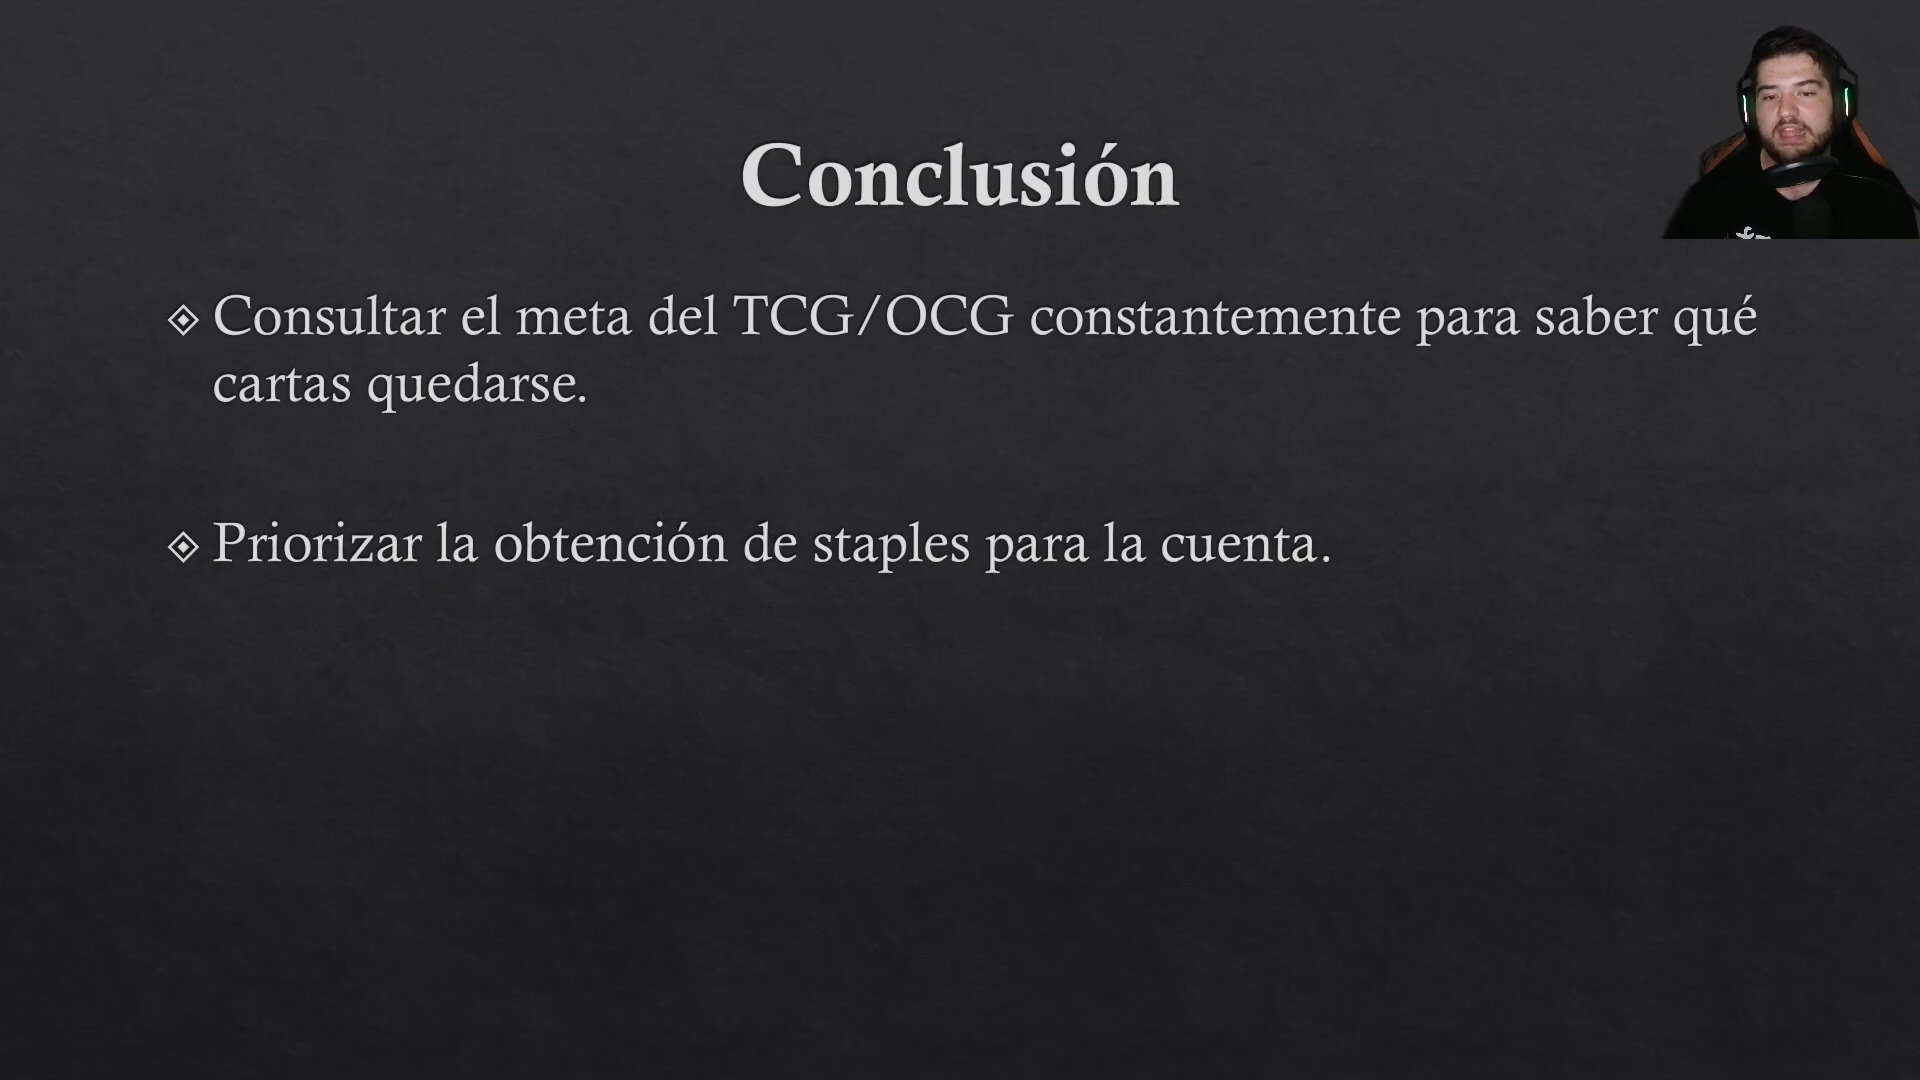 Conclusión
Consultar el meta del TCG/OCG constantemente para saber qué
cartas quedarse.
Priorizar la obtención de staples para la cuenta.